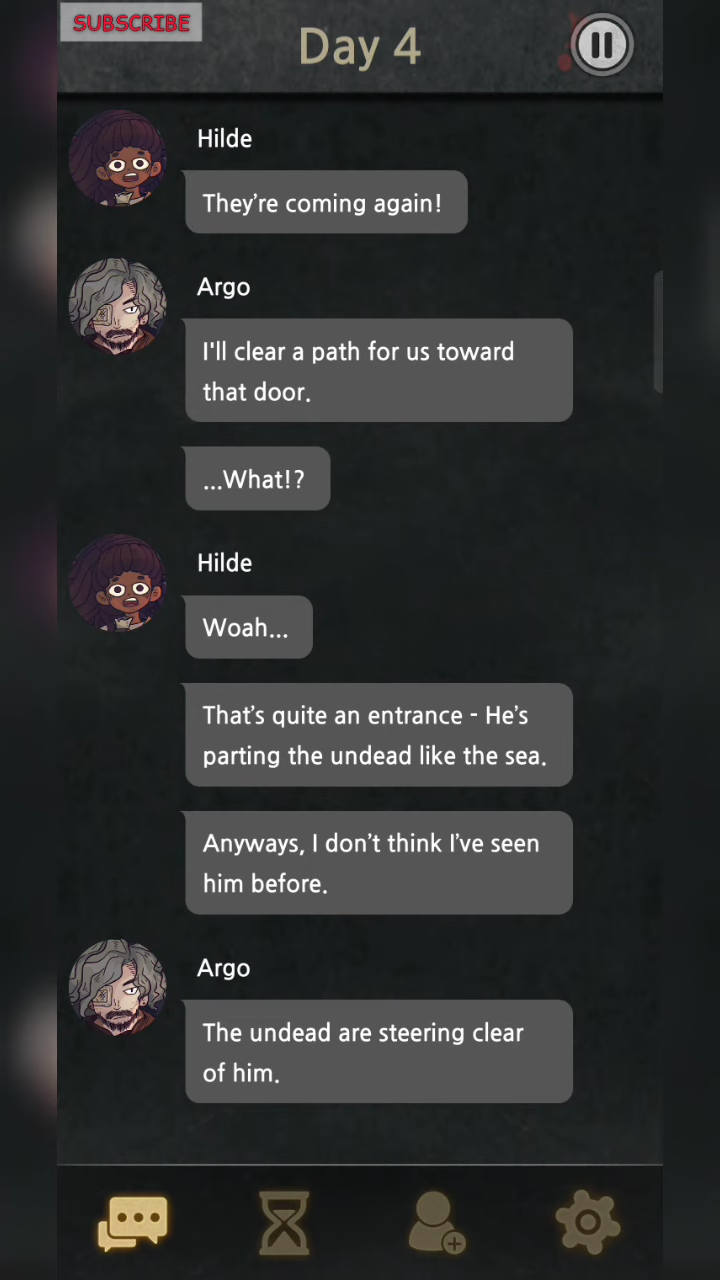 SUBSCRIBE
Day 4
Hilde
They’re coming again!
Argo
I'll clear a path for us toward
that door.
...What!?
Hilde
Woah...
That’s quite an entrance - He’s
parting the undead like the sea.
Anyways, I don’t think I’ve seen
him before.
Argo
The undead are steering clear
of him.